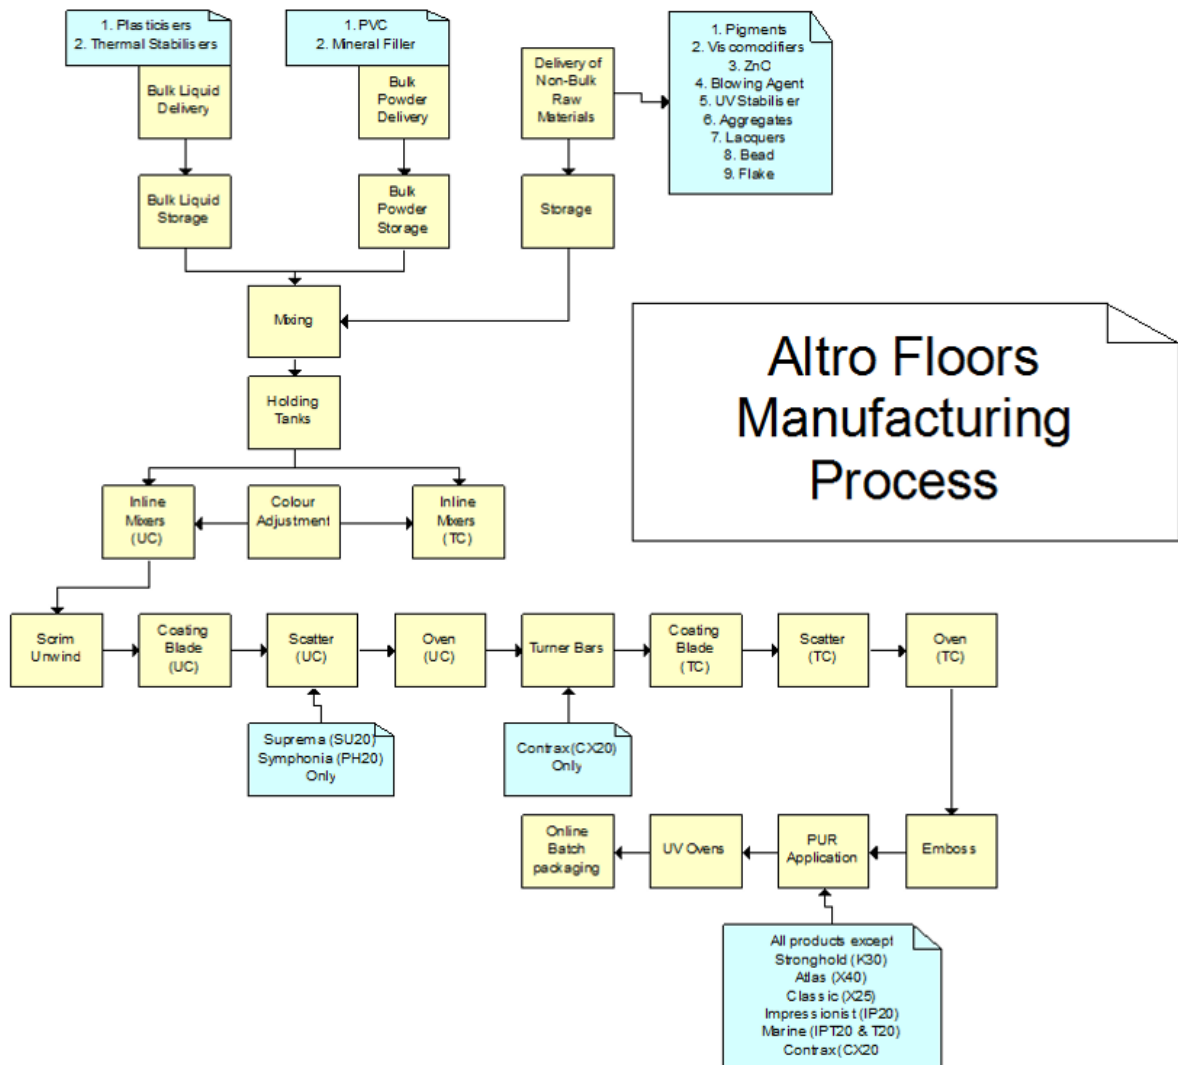 1. Plasticisers
2. Thermal Stabilisers
1. PVC
2. Mineral Filler
1. Pigments
2. Viscomodifiers
3. ZnO
4. Blowing Agent
5. UV Stabiliser
6. Aggregates
7. Lacquers
8. Bead
9. Flake
Bulk Liquid
Delivery
Bulk
Powder
Delivery
Delivery of
Non-Bulk
Raw
Materials
Bulk Liquid
Storage
Bulk
Powder
Storage
Storage
Mixing
Altro Floors
Manufacturing
Process
Holding
Tanks
Inline
Mixers
(UC)
Colour
Adjustment
Inline
Mixers
(TC)
Scrim
Unwind
Coating
Blade
(UC)
Scatter
(UC)
Oven
(UC)
Turner Bars
Coating
Blade
(TC)
Scatter
(TC)
Oven
(TC)
Suprema (SU20)
Symphonia (PH20)
Only
Contrax(CX20)
Only
Online
Batch
packaging
UV Ovens
PUR
Application
Emboss
All products except
Stronghold (K30)
Atlas (X40)
Classic (X25)
Impressionist (IP20)
Marine (IPT20 & T20)
Contrax(CX20